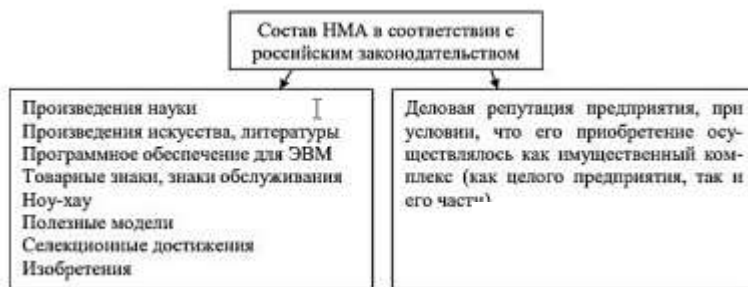 Состав НМА в соответствии с
российским законодательством
Произведения науки
Произведения искусства, литературы
Программное обеспечение для ЭВМ
Товарные знаки, знаки обслуживания
Ноу-хау
Полезные модели
Селекционные достижения
Изобретения
Деловая репутация предприятия, при
условии, что его приобретение осу-
ществлялось как имущественный ком-
плекс (как целого предприятия, так и
его части)